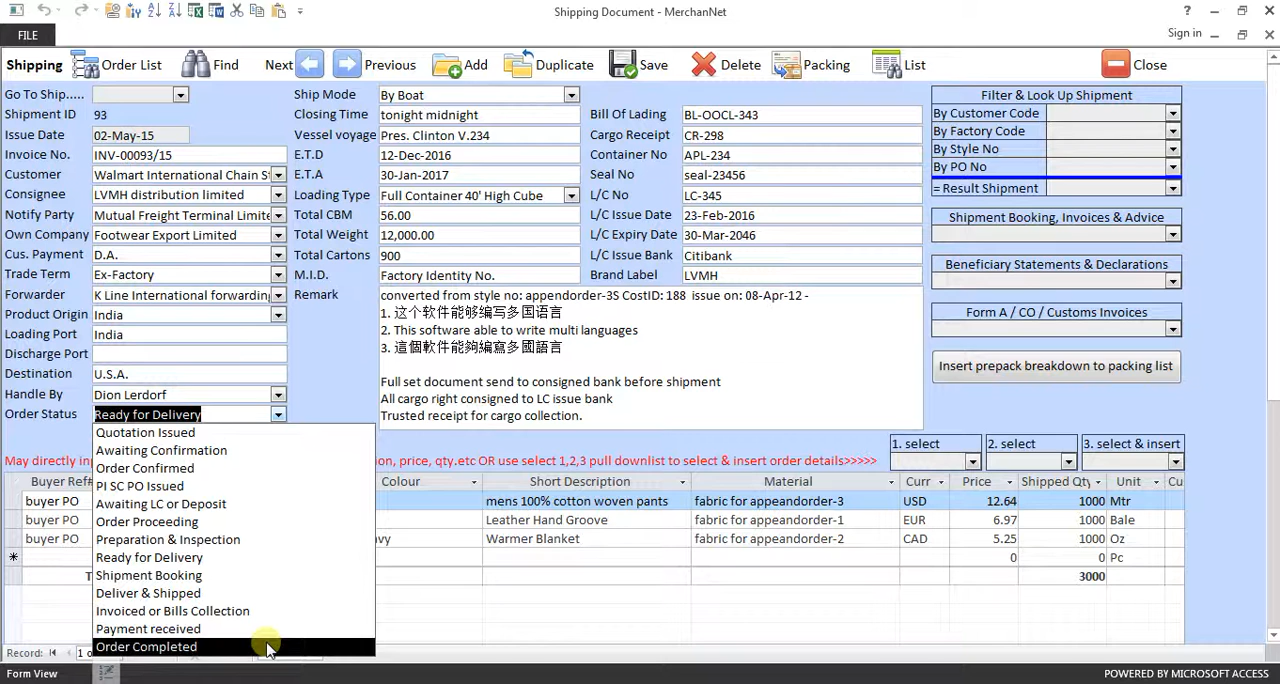 Shipping Document - MerchanNet
?
FILE
Sign in
Shipping Order List Find Next Previous Add Duplicate Save Delete Packing List Close
Go To Ship.....
Shipment ID 93
Issue Date 02-May-15
Invoice No. INV-00093/15
Customer Walmart International Chain St
Consignee LVMH distribution limited
Notify Party Mutual Freight Terminal Limite
Own Company Footwear Export Limited
Cus. Payment D.A.
Trade Term Ex-Factory
Forwarder K Line International forwarding
Product Origin India
Loading Port India
Discharge Port
Destination U.S.A.
Handle By Dion Lerdorf
Order Status Ready for Delivery
Quotation Issued
Awaiting Confirmation
Order Confirmed
PI SC PO Issued
Awaiting LC or Deposit
Order Proceeding
Preparation & Inspection
Ready for Delivery
Shipment Booking
Deliver & Shipped
Invoiced or Bills Collection
Payment received
Order Completed
Ship Mode By Boat
Closing Time tonight midnight
Vessel voyage Pres. Clinton V.234
E.T.D 12-Dec-2016
E.T.A 30-Jan-2017
Loading Type Full Container 40' High Cube
Total CBM 56.00
Total Weight 12,000.00
Total Cartons 900
M.I.D. Factory Identity No.
Remark converted from style no: appendorder-3S CostID: 188 issue on: 08-Apr-12 -
1. 这个软件能够编写多国语言
2. This software able to write multi languages
3. 這個軟件能夠編寫多國語言
Full set document send to consigned bank before shipment
All cargo right consigned to LC issue bank
Trusted receipt for cargo collection.
Bill Of Lading BL-OOCL-343
Cargo Receipt CR-298
Container No APL-234
Seal No seal-23456
L/C No LC-345
L/C Issue Date 23-Feb-2016
L/C Expiry Date 30-Mar-2046
L/C Issue Bank Citibank
Brand Label LVMH
Filter & Look Up Shipment
By Customer Code
By Factory Code
By Style No
By PO No
= Result Shipment
Shipment Booking, Invoices & Advice
Beneficiary Statements & Declarations
Form A / CO / Customs Invoices
Insert prepack breakdown to packing list
1. select 2. select 3. select & insert
May directly in on, price, qty.etc OR use select 1,2,3 pull downlist to select & insert order details>>>>>
Buyer Ref# Colour Short Description Material Curr Price Shipped Qty Unit Cu
buyer PO mens 100% cotton woven pants fabric for appeandorder-3 USD 12.64 1000 Mtr
buyer PO Leather Hand Groove fabric for appeandorder-1 EUR 6.97 1000 Bale
buyer PO avy Warmer Blanket fabric for appeandorder-2 CAD 5.25 1000 Oz
0 0 Pc
T 3000
Record: 1 o
Form View POWERED BY MICROSOFT ACCESS